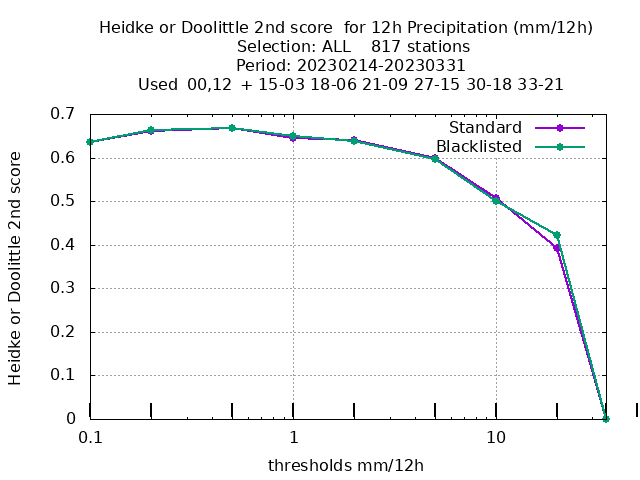 Heidke or Doolittle 2nd score  for 12h Precipitation (mm/12h)
Selection: ALL    817 stations
Period: 20230214-20230331
Used  00,12  + 15-03 18-06 21-09 27-15 30-18 33-21
Standard
Blacklisted
Heidke or Doolittle 2nd score
0.7
0.6
0.5
0.4
0.3
0.2
0.1
0
0.1 1 10
thresholds mm/12h